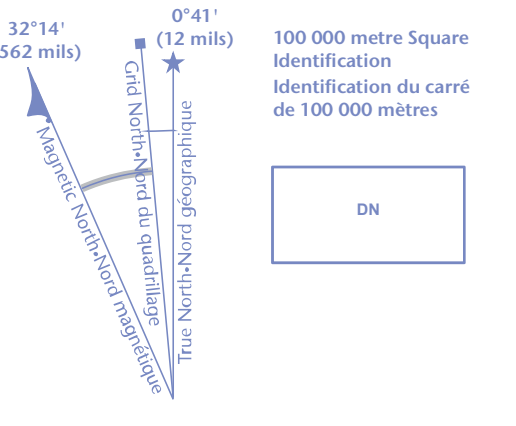 32°14'
562 mils)
0°41'
(12 mils)
Grid North•Nord du quadrillage
Magnetic North•Nord magnétique
True North•Nord géographique
100 000 metre Square
Identification
Identification du carré
de 100 000 mètres
DN